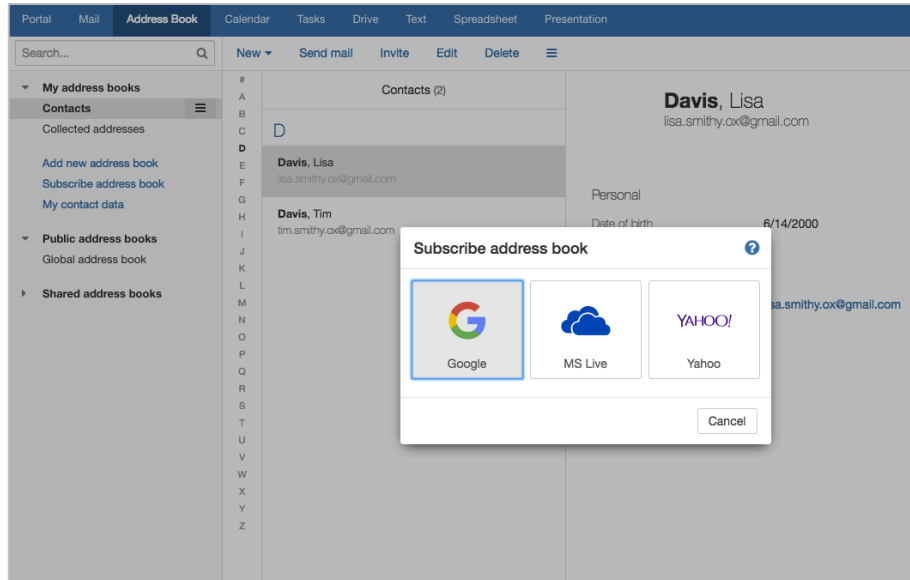 Portal Mail Address Book Calendar Tasks Drive Text Spreadsheet Presentation
Search...
New Send mail Invite Edit Delete
My address books
Contacts
Collected addresses
Add new address book
Subscribe address book
My contact data
Public address books
Global address book
Shared address books
#
A
B
C
D
E
F
G
H
I
J
K
L
M
N
O
P
Q
R
S
T
U
V
W
X
Y
Z
Contacts (2)
D
Davis, Lisa
lisa.smithy.ox@gmail.com
Davis, Tim
tim.smithy.ox@gmail.com
Davis, Lisa
lisa.smithy.ox@gmail.com
Personal
Date of birth 6/14/2000
sa.smithy.ox@gmail.com
Subscribe address book ?
Google
MS Live
YAHOO!
Yahoo
Cancel